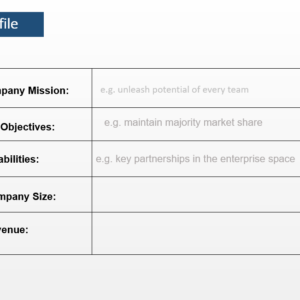 file
mpany Mission: e.g. unleash potential of every team
Objectives: e.g. maintain majority market share
abilities: e.g. key partnerships in the enterprise space
mpany Size:
venue: